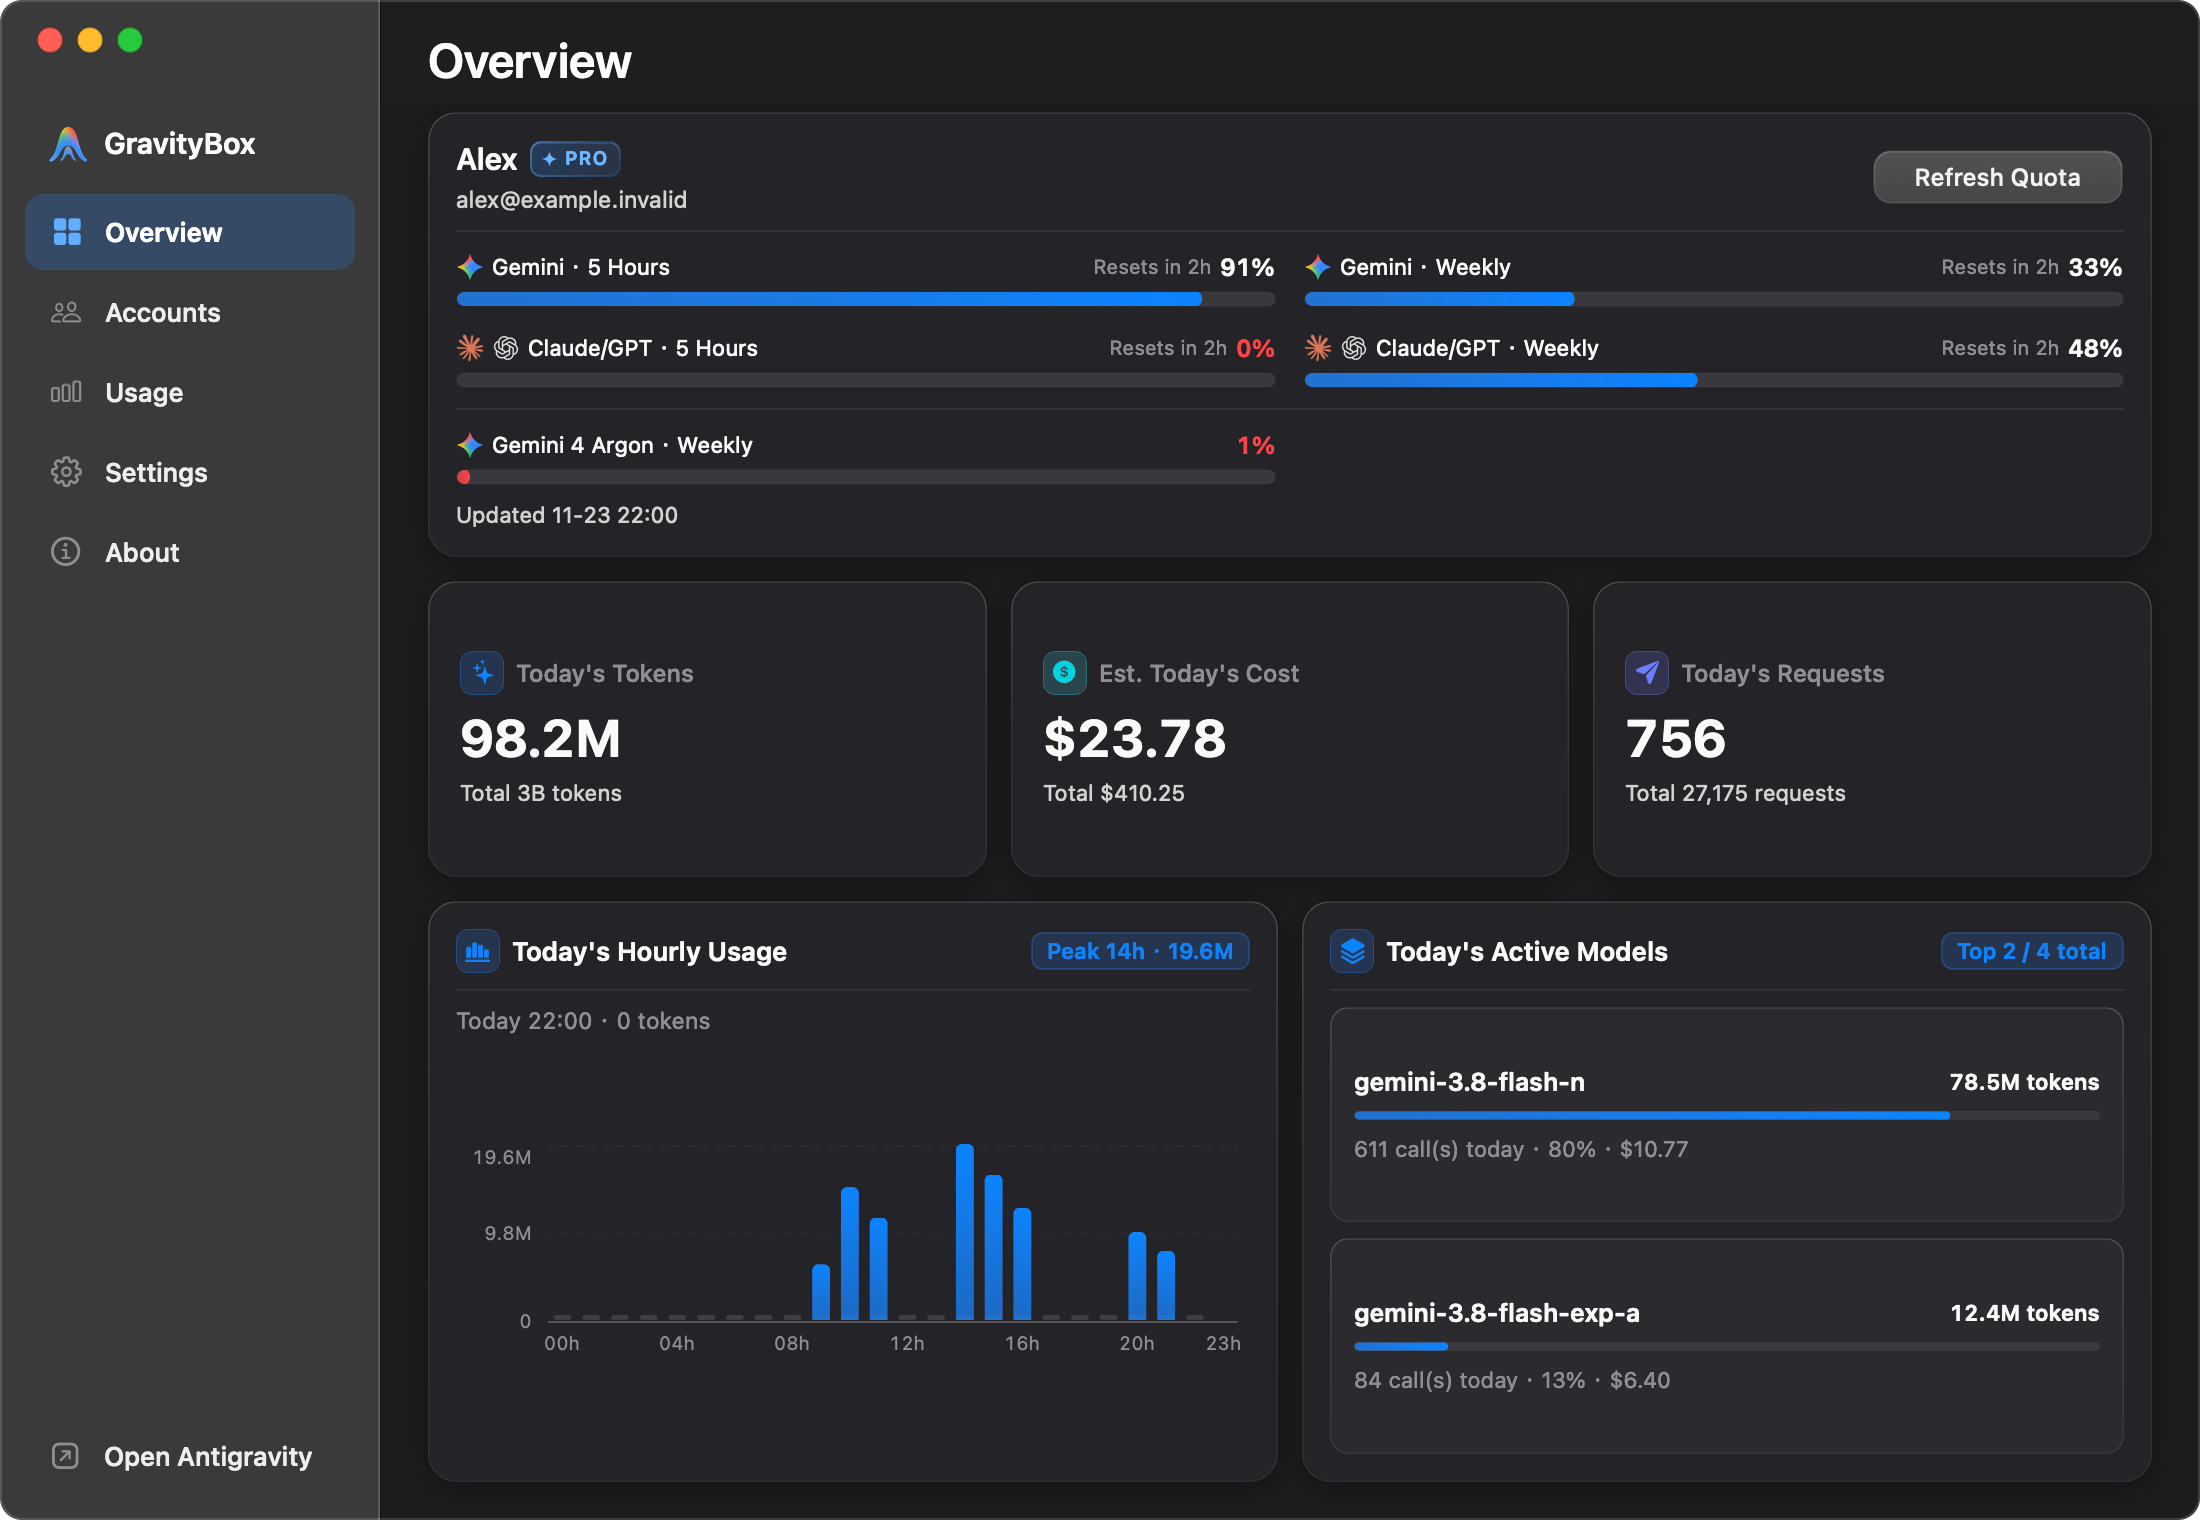 GravityBox
Overview
Accounts
Usage
Settings
About
Open Antigravity
Overview
Alex PRO
alex@example.invalid
Refresh Quota
Gemini · 5 Hours Resets in 2h 91%
Gemini · Weekly Resets in 2h 33%
Claude/GPT · 5 Hours Resets in 2h 0%
Claude/GPT · Weekly Resets in 2h 48%
Gemini 4 Argon · Weekly 1%
Updated 11-23 22:00
Today's Tokens
98.2M
Total 3B tokens
$ Est. Today's Cost
$23.78
Total $410.25
Today's Requests
756
Total 27,175 requests
Today's Hourly Usage Peak 14h · 19.6M
Today 22:00 · 0 tokens
19.6M
9.8M
0
00h 04h 08h 12h 16h 20h 23h
Today's Active Models Top 2 / 4 total
gemini-3.8-flash-n 78.5M tokens
611 call(s) today · 80% · $10.77
gemini-3.8-flash-exp-a 12.4M tokens
84 call(s) today · 13% · $6.40